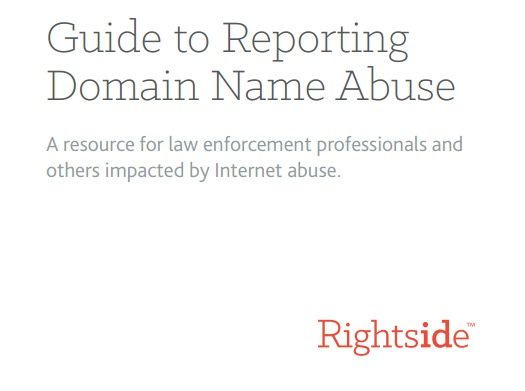 Guide to Reporting
Domain Name Abuse
A resource for law enforcement professionals and
others impacted by Internet abuse.
Rightside™